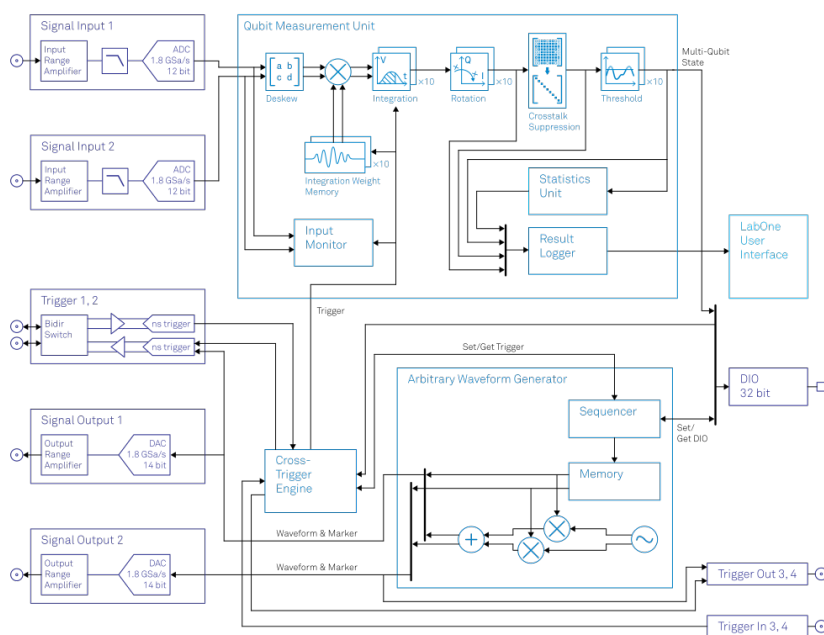 Signal Input 1
Input
Range
Amplifier
ADC
1.8 GSa/s
12 bit
Signal Input 2
Input
Range
Amplifier
ADC
1.8 GSa/s
12 bit
Qubit Measurement Unit
a b
c d
Deskew
V
t
×10
Integration
Q
I
×10
Rotation
Crosstalk
Suppression
×10
Threshold
Multi-Qubit
State
×10
Integration Weight
Memory
Input
Monitor
Statistics
Unit
Result
Logger
LabOne
User
Interface
Trigger 1, 2
Bidir
Switch
ns trigger
ns trigger
Trigger
Set/Get Trigger
Arbitrary Waveform Generator
Sequencer
Set/
Get DIO
DIO
32 bit
Signal Output 1
Output
Range
Amplifier
DAC
1.8 GSa/s
14 bit
Cross-
Trigger
Engine
Memory
Waveform & Marker
Signal Output 2
Output
Range
Amplifier
DAC
1.8 GSa/s
14 bit
Waveform & Marker
Trigger Out 3, 4
Trigger In 3, 4